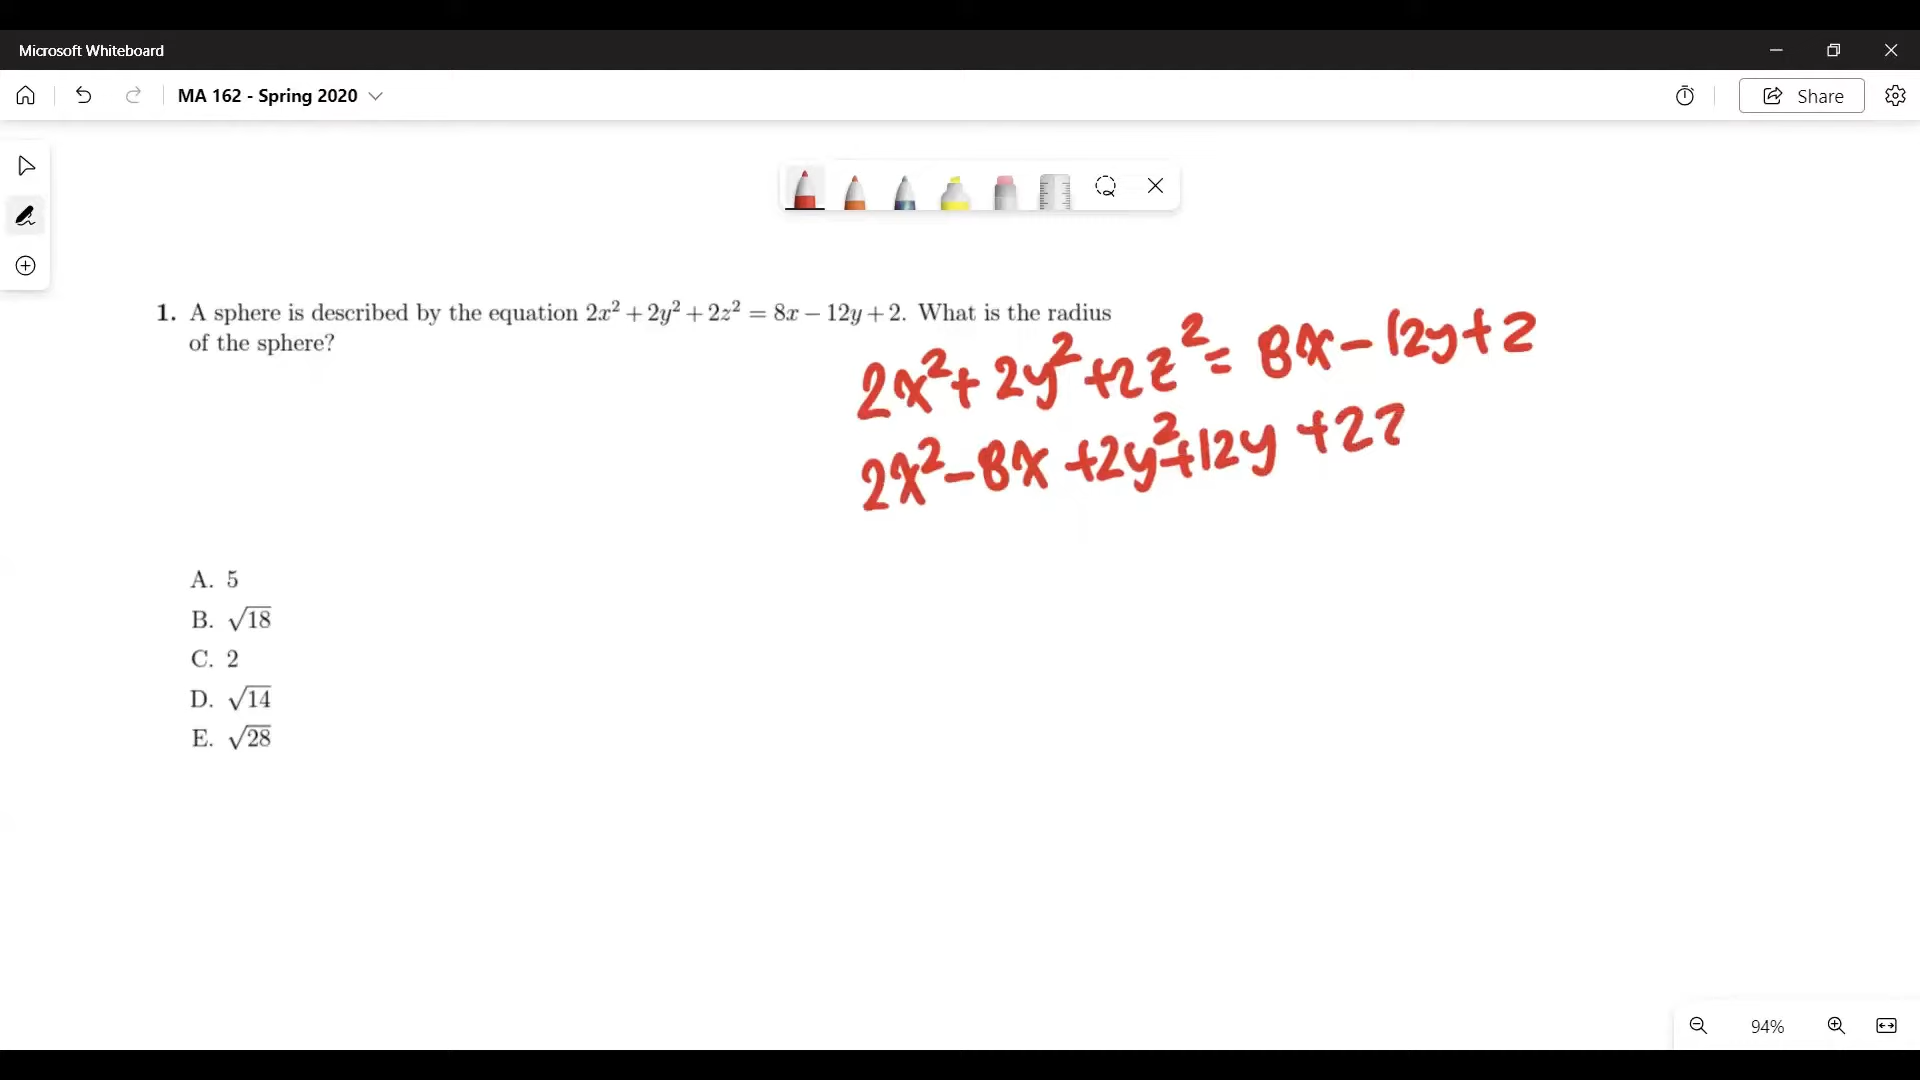 Microsoft Whiteboard
MA 162 - Spring 2020
Share
1. A sphere is described by the equation 2x² + 2y² + 2z² = 8x − 12y + 2. What is the radius
of the sphere?
2x² + 2y² + 2z² = 8x − 12y + 2
2x² − 8x + 2y² + 12y + 2
A. 5
B. √18
C. 2
D. √14
E. √28
94%